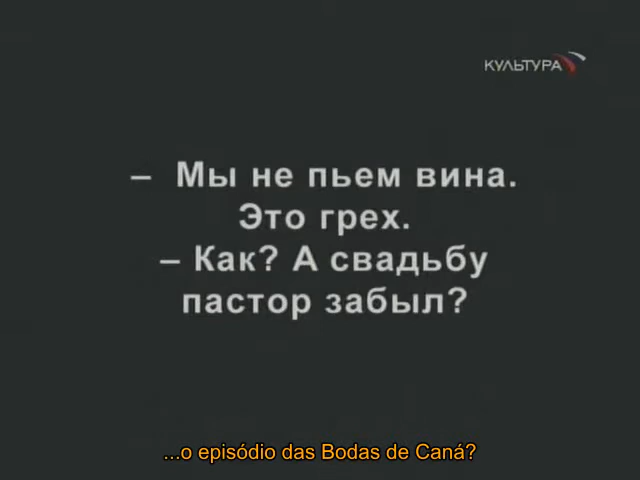 КУЛЬТУРА
– Мы не пьем вина.
Это грех.
– Как? А свадьбу
пастор забыл?
...o episódio das Bodas de Caná?